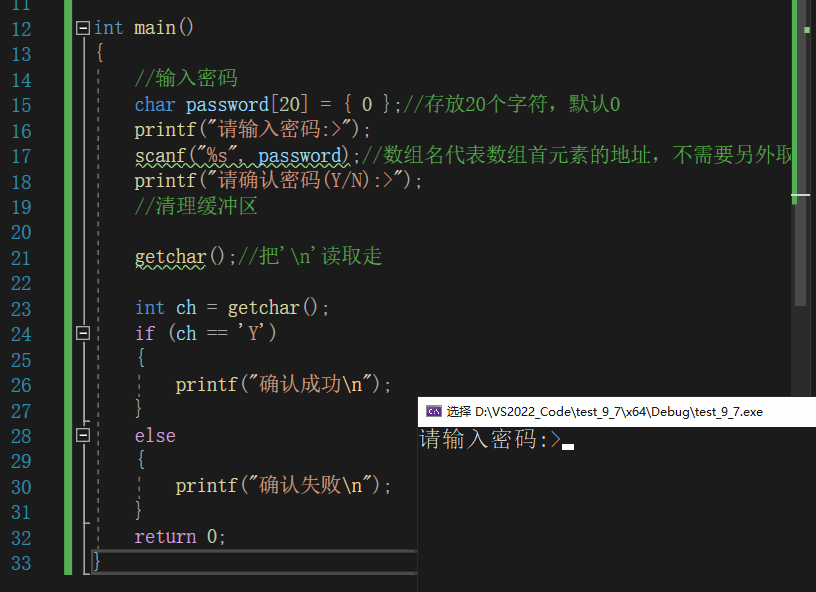 11
12 int main()
13 {
14 //输入密码
15 char password[20] = { 0 };//存放20个字符，默认0
16 printf("请输入密码:>");
17 scanf("%s", password);//数组名代表数组首元素的地址，不需要另外取
18 printf("请确认密码(Y/N):>");
19 //清理缓冲区
20
21 getchar();//把'\n'读取走
22
23 int ch = getchar();
24 if (ch == 'Y')
25 {
26 printf("确认成功\n");
27 }
28 else
29 {
30 printf("确认失败\n");
31 }
32 return 0;
33 }
选择 D:\VS2022_Code\test_9_7\x64\Debug\test_9_7.exe
请输入密码:>